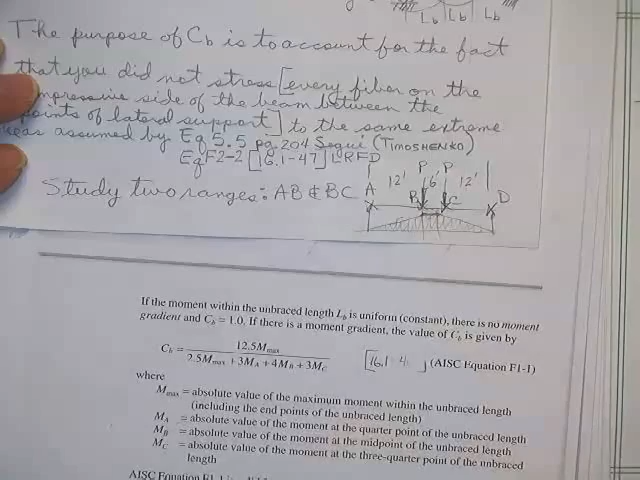 Lb Lb Lb
The purpose of Cb is to account for the fact
that you did not stress [every fiber on the
mpressive side of the beam between the
points of lateral support] to the same extreme
as assumed by Eq 5.5 pg. 204 Segui (TIMOSHENKO)
Eq F2-2 [16.1-47] LRFD
Study two ranges: AB & BC
P P
A 12' 6' 12'
B C D
If the moment within the unbraced length Lb is uniform (constant), there is no moment
gradient and Cb = 1.0. If there is a moment gradient, the value of Cb is given by
Cb = 12.5Mmax / 2.5Mmax + 3MA + 4MB + 3MC [16.1 (AISC Equation F1-1)
where
Mmax = absolute value of the maximum moment within the unbraced length
(including the end points of the unbraced length)
MA = absolute value of the moment at the quarter point of the unbraced length
MB = absolute value of the moment at the midpoint of the unbraced length
MC = absolute value of the moment at the three-quarter point of the unbraced
length
AISC Equation